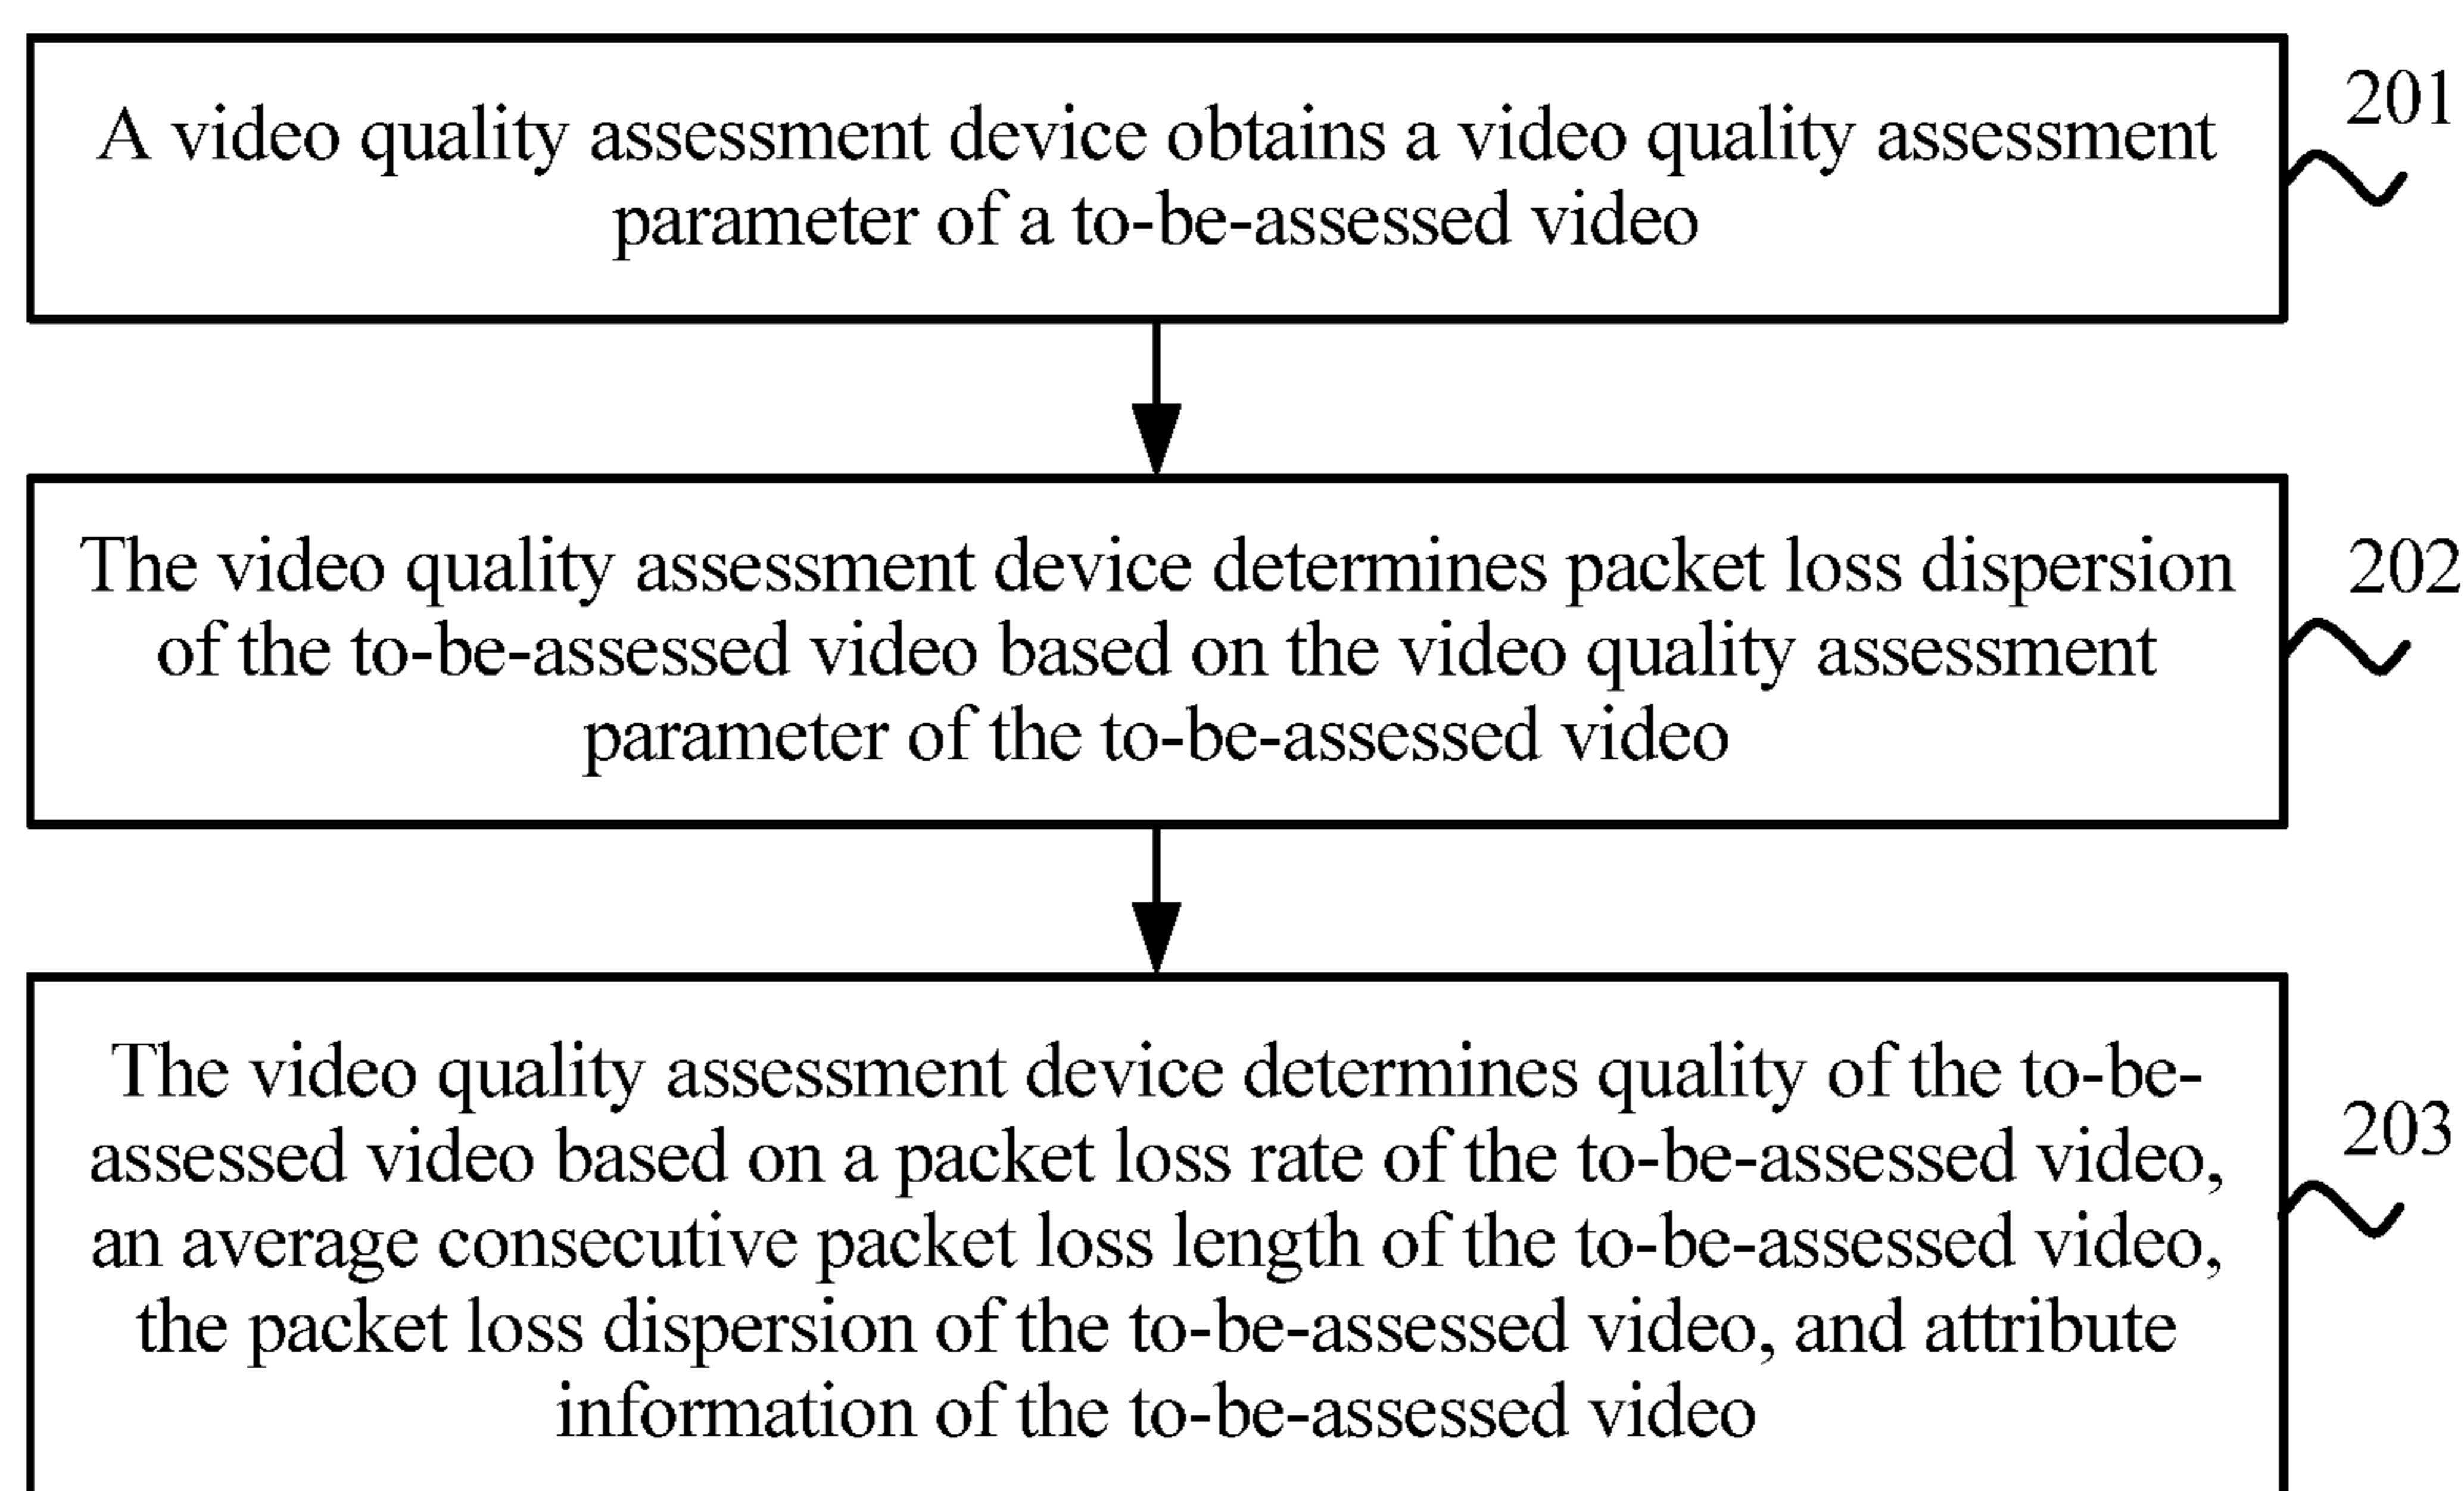 A video quality assessment device obtains a video quality assessment
parameter of a to-be-assessed video
201
The video quality assessment device determines packet loss dispersion
of the to-be-assessed video based on the video quality assessment
parameter of the to-be-assessed video
202
The video quality assessment device determines quality of the to-be-
assessed video based on a packet loss rate of the to-be-assessed video,
an average consecutive packet loss length of the to-be-assessed video,
the packet loss dispersion of the to-be-assessed video, and attribute
information of the to-be-assessed video
203